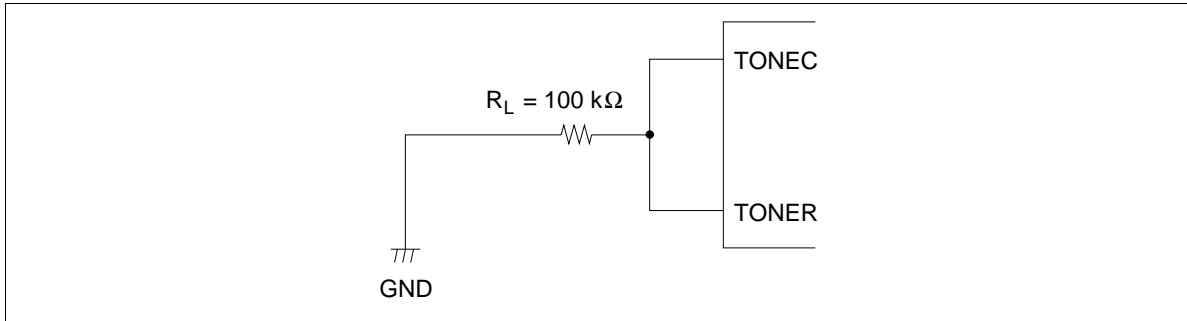 TONEC
R_L = 100 kΩ
TONER
GND